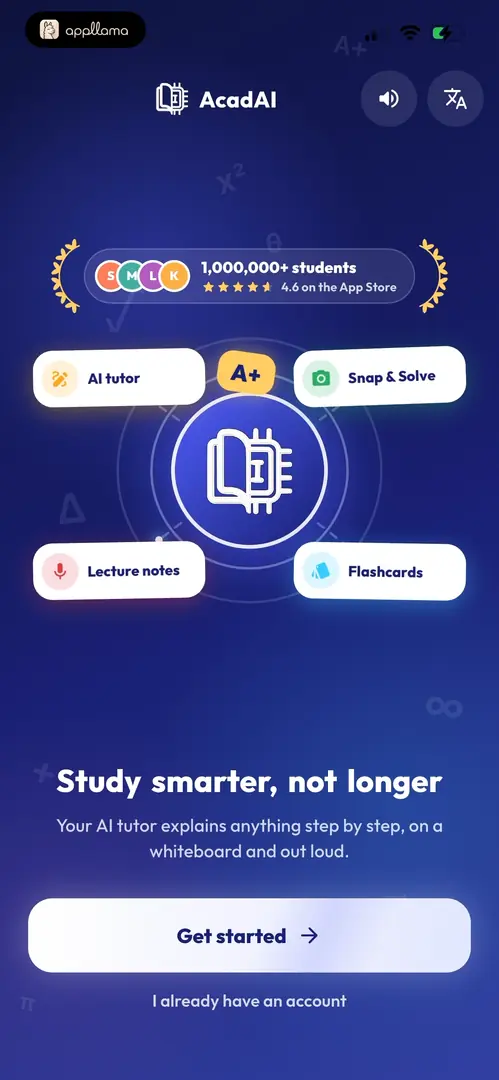 appllama
A+
AcadAI
x²
θ
S M L K
1,000,000+ students
4.6 on the App Store
AI tutor
A+
Snap & Solve
I
Δ
Lecture notes
Flashcards
∞
+
Study smarter, not longer
Your AI tutor explains anything step by step, on a
whiteboard and out loud.
Get started →
I already have an account
π